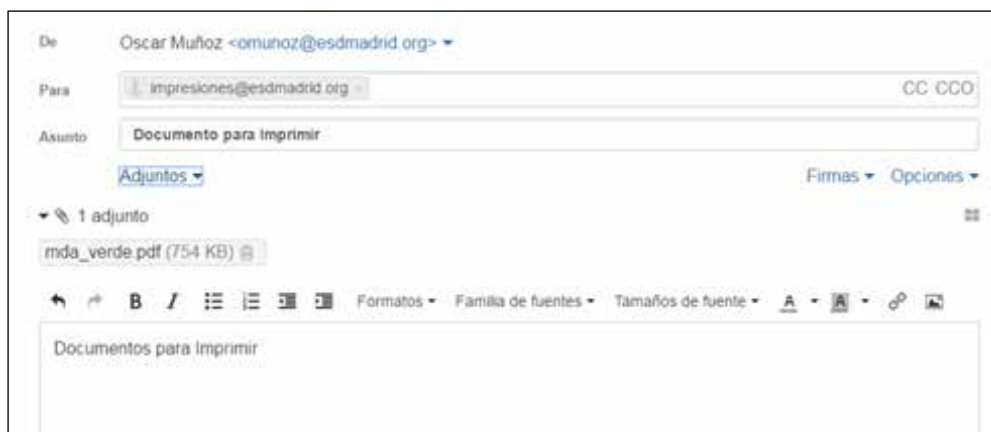 De Oscar Muñoz <omunoz@esdmadrid.org>
Para impresiones@esdmadrid.org CC CCO
Asunto Documento para Imprimir
Adjuntos Firmas Opciones
1 adjunto
mda_verde.pdf (754 KB)
B I Formatos Familia de fuentes Tamaños de fuente A A
Documentos para Imprimir